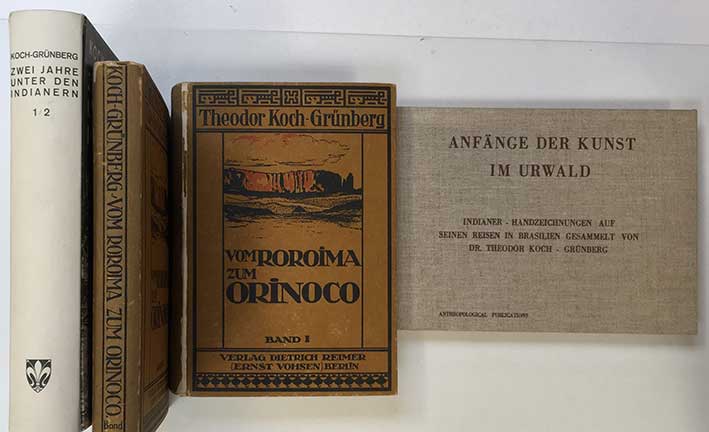 KOCH-GRÜNBERG
ZWEI JAHRE
UNTER DEN
INDIANERN
1/2
KOCH-GRÜNBERG-VOM ROROIMA ZUM ORINOCO
Band
Theodor Koch-Grünberg
VOM ROROIMA
ZUM
ORINOCO
BAND I
VERLAG DIETRICH REIMER
(ERNST VOHSEN) BERLIN
ANFÄNGE DER KUNST
IM URWALD
INDIANER - HANDZEICHNUNGEN AUF
SEINEN REISEN IN BRASILIEN GESAMMELT VON
DR. THEODOR KOCH - GRÜNBERG
ANTHROPOLOGICAL PUBLICATIONS